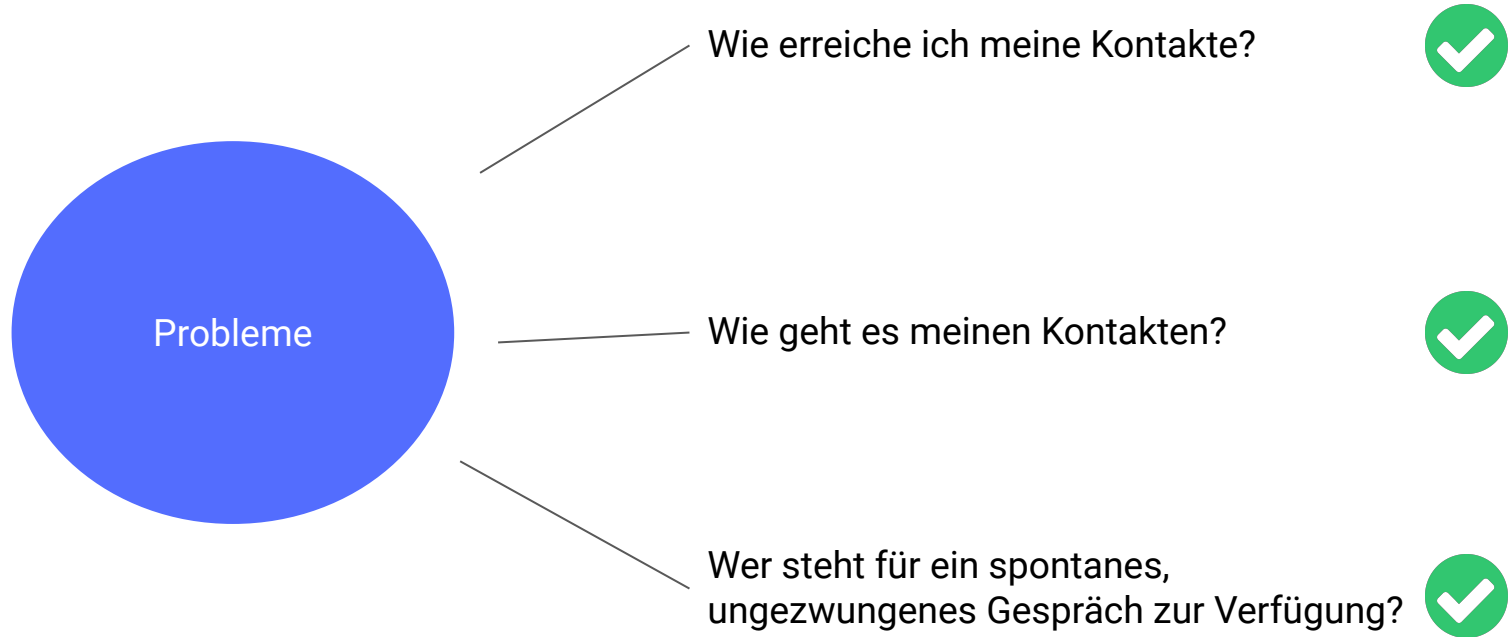 Wie erreiche ich meine Kontakte?
Probleme
Wie geht es meinen Kontakten?
Wer steht für ein spontanes,
ungezwungenes Gespräch zur Verfügung?